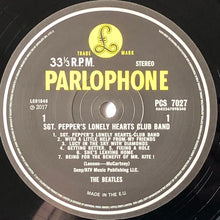 TRADE MARK
33⅓ R.P.M. STEREO
PARLOPHONE
LC01846
℗2017
PCS 7027
1 1
SGT. PEPPER'S LONELY HEARTS CLUB BAND
1. SGT. PEPPER'S LONELY HEARTS CLUB BAND
2. WITH A LITTLE HELP FROM MY FRIENDS
3. LUCY IN THE SKY WITH DIAMONDS
4. GETTING BETTER, 5. FIXING A HOLE
6. SHE'S LEAVING HOME
7. BEING FOR THE BENEFIT OF MR. KITE !
(Lennon—McCartney)
Sony/ATV Music Publishing LLC.
THE BEATLES
MADE IN THE E.U.